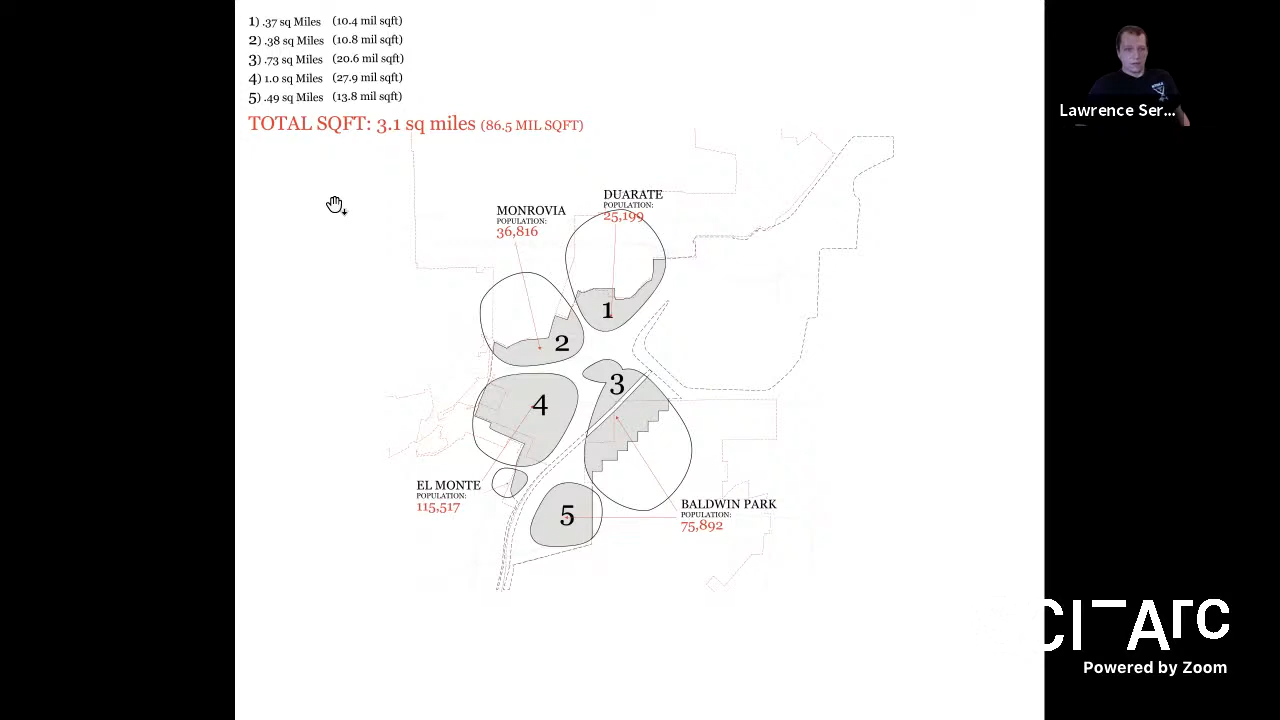 1) .37 sq Miles (10.4 mil sqft)
2) .38 sq Miles (10.8 mil sqft)
3) .73 sq Miles (20.6 mil sqft)
4) 1.0 sq Miles (27.9 mil sqft)
5) .49 sq Miles (13.8 mil sqft)
TOTAL SQFT: 3.1 sq miles (86.5 MIL SQFT)
Lawrence Ser...
DUARATE
POPULATION:
25,199
MONROVIA
POPULATION:
36,816
1
2
3
4
EL MONTE
POPULATION:
115,517
BALDWIN PARK
POPULATION:
75,892
5
CI-Arc
Powered by Zoom